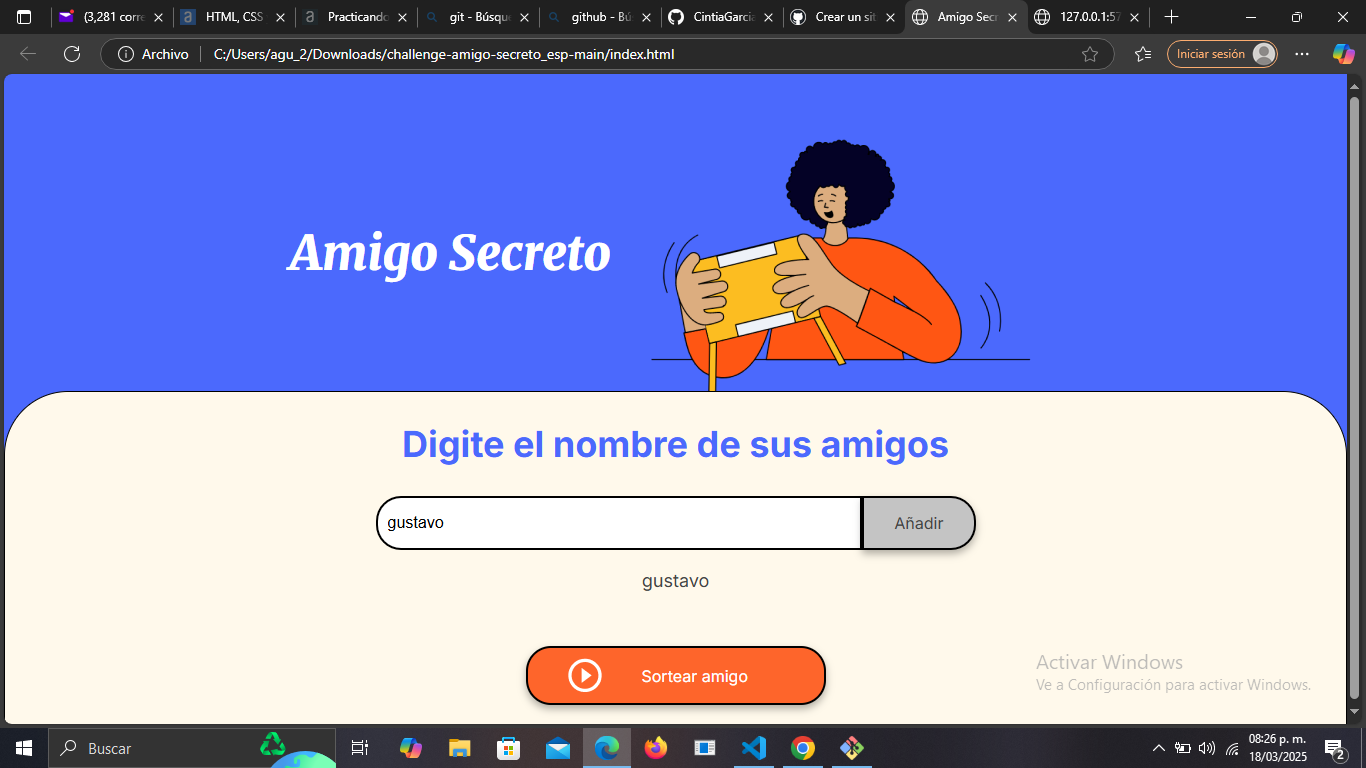 (3,281 corre
HTML, CSS
Practicando
git - Búsque
github - Bú
CintiaGarcia
Crear un sit
Amigo Secr
127.0.0.1:57
Archivo
C:/Users/agu_2/Downloads/challenge-amigo-secreto_esp-main/index.html
Iniciar sesión
Amigo Secreto
Digite el nombre de sus amigos
gustavo
Añadir
gustavo
Sortear amigo
Activar Windows
Ve a Configuración para activar Windows.
Buscar
08:26 p. m.
18/03/2025
2